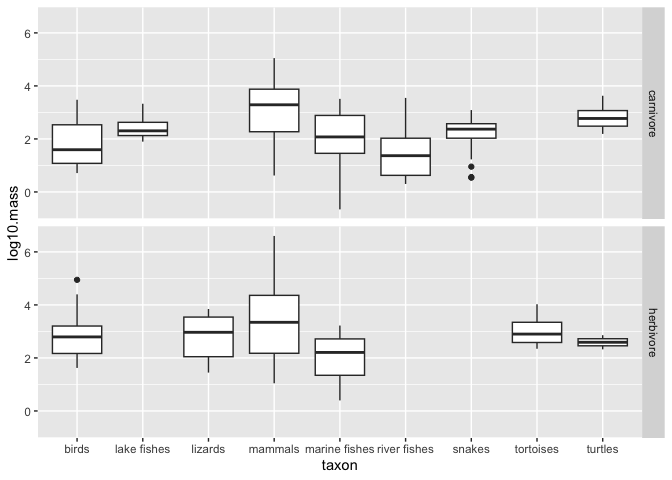 6
4
2
0
carnivore
log10.mass
6
4
2
0
herbivore
birds lake fishes lizards mammals marine fishes river fishes snakes tortoises turtles
taxon